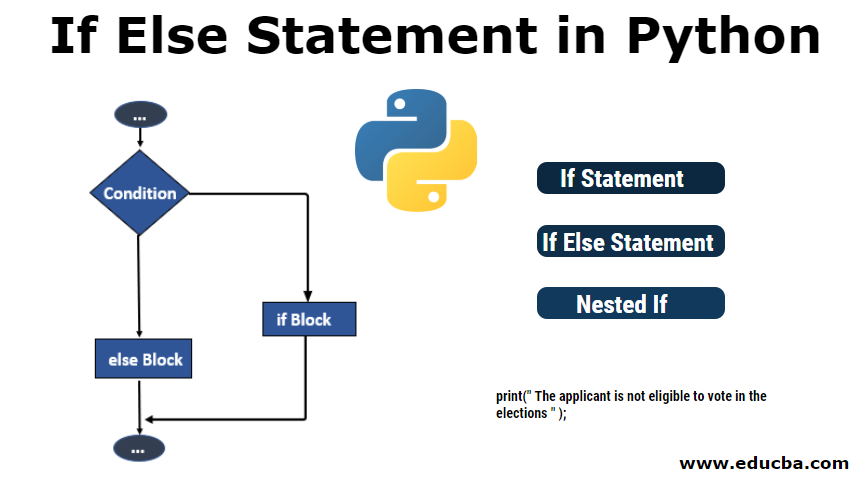 If Else Statement in Python
...
Condition
if Block
else Block
...
If Statement
If Else Statement
Nested If
print(" The applicant is not eligible to vote in the
elections " );
www.educba.com